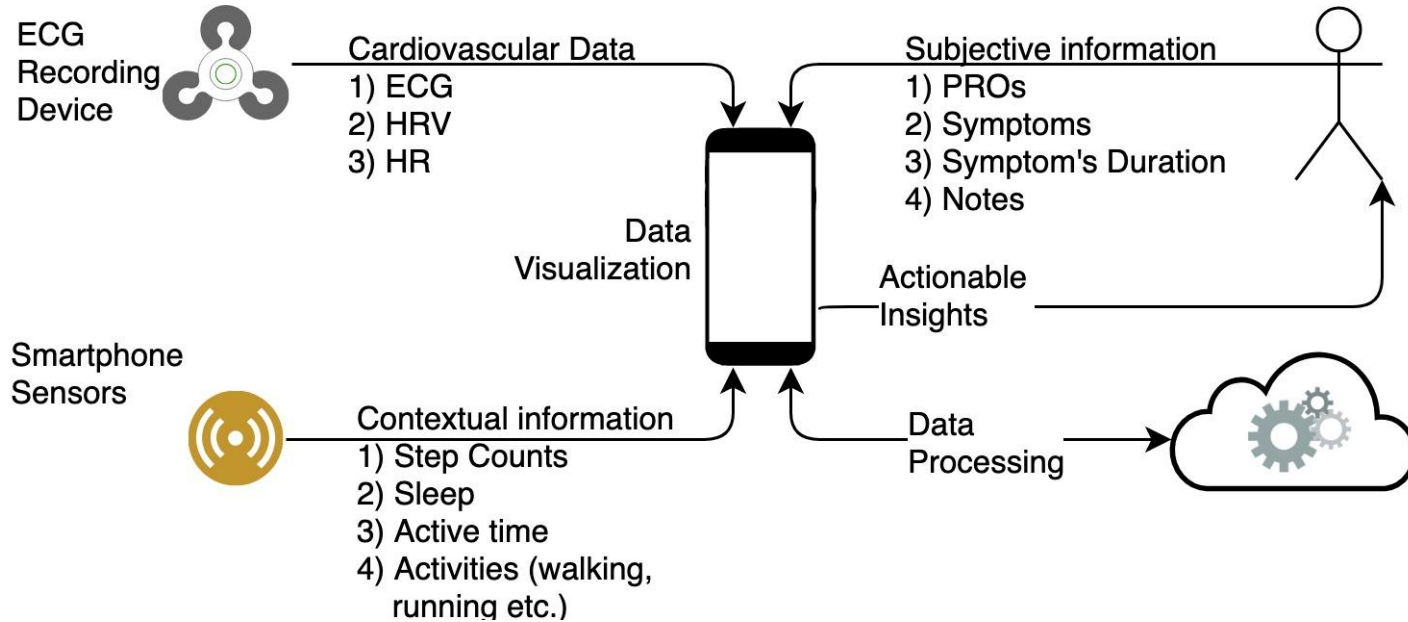 ECG
Recording
Device
Cardiovascular Data
1) ECG
2) HRV
3) HR
Subjective information
1) PROs
2) Symptoms
3) Symptom's Duration
4) Notes
Data
Visualization
Actionable
Insights
Smartphone
Sensors
Contextual information
1) Step Counts
2) Sleep
3) Active time
4) Activities (walking,
running etc.)
Data
Processing